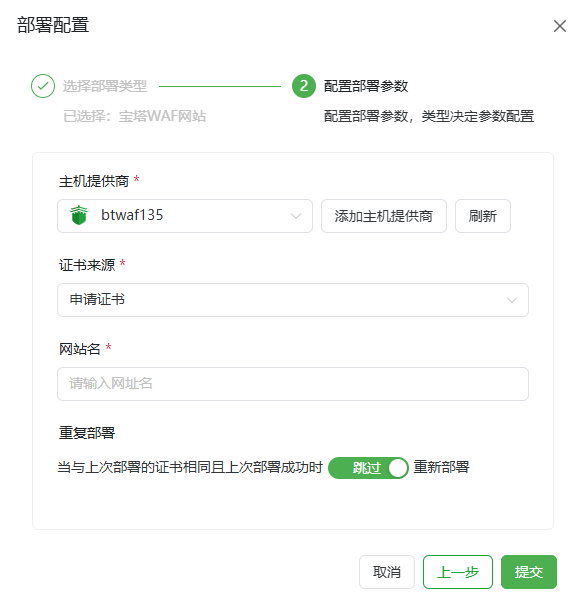 部署配置
选择部署类型
2 配置部署参数
已选择：宝塔WAF网站
配置部署参数，类型决定参数配置
主机提供商 *
btwaf135 添加主机提供商 刷新
证书来源 *
申请证书
网站名 *
请输入网址名
重复部署
当与上次部署的证书相同且上次部署成功时 跳过 重新部署
取消 上一步 提交